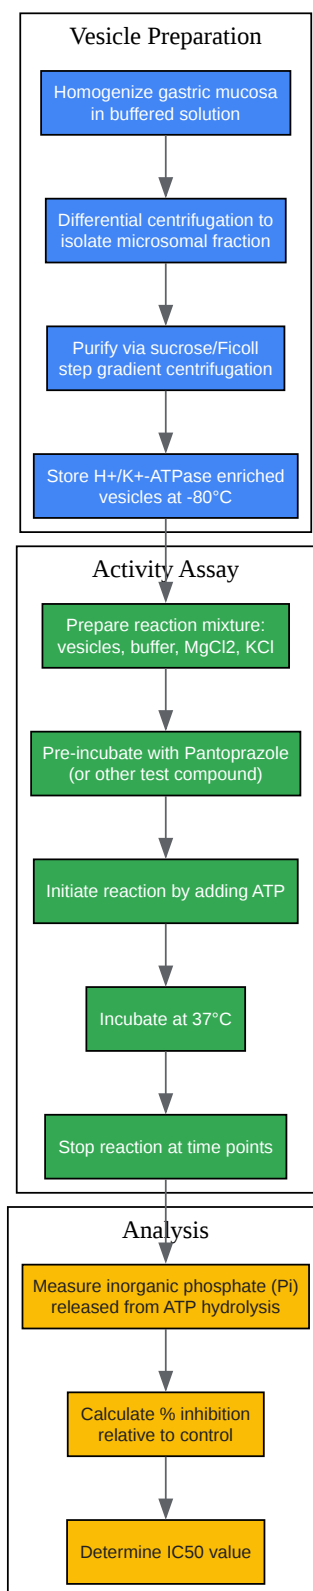 Vesicle Preparation
Homogenize gastric mucosa
in buffered solution
Differential centrifugation to
isolate microsomal fraction
Purify via sucrose/Ficoll
step gradient centrifugation
Store H+/K+-ATPase enriched
vesicles at -80°C
Activity Assay
Prepare reaction mixture:
vesicles, buffer, MgCl2, KCl
Pre-incubate with Pantoprazole
(or other test compound)
Initiate reaction by adding ATP
Incubate at 37°C
Stop reaction at time points
Analysis
Measure inorganic phosphate (Pi)
released from ATP hydrolysis
Calculate % inhibition
relative to control
Determine IC50 value